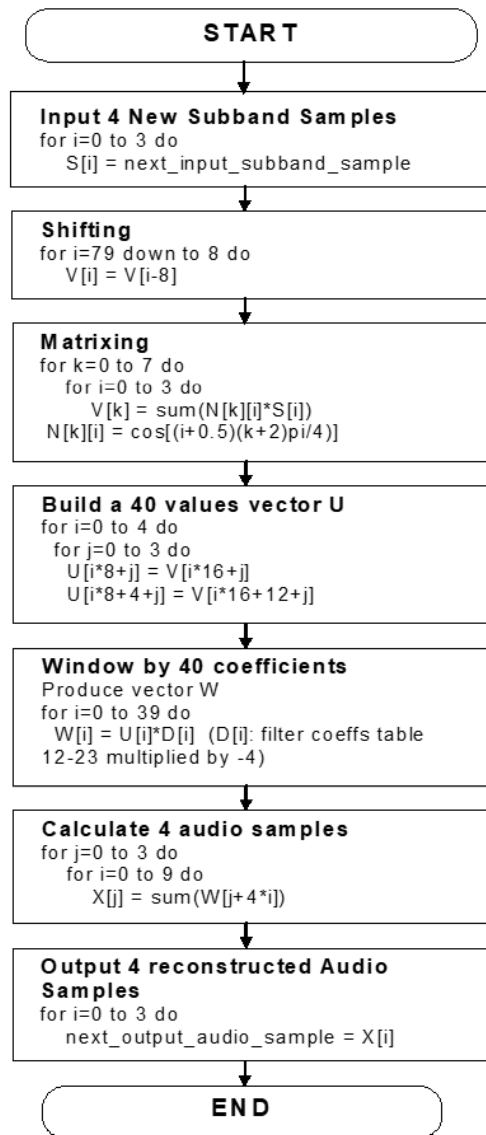 START
Input 4 New Subband Samples
for i=0 to 3 do
S[i] = next_input_subband_sample
Shifting
for i=79 down to 8 do
V[i] = V[i-8]
Matrixing
for k=0 to 7 do
for i=0 to 3 do
V[k] = sum(N[k][i]*S[i])
N[k][i] = cos[(i+0.5)(k+2)pi/4)]
Build a 40 values vector U
for i=0 to 4 do
for j=0 to 3 do
U[i*8+j] = V[i*16+j]
U[i*8+4+j] = V[i*16+12+j]
Window by 40 coefficients
Produce vector W
for i=0 to 39 do
W[i] = U[i]*D[i] (D[i]: filter coeffs table
12-23 multiplied by -4)
Calculate 4 audio samples
for j=0 to 3 do
for i=0 to 9 do
X[j] = sum(W[j+4*i])
Output 4 reconstructed Audio
Samples
for i=0 to 3 do
next_output_audio_sample = X[i]
END